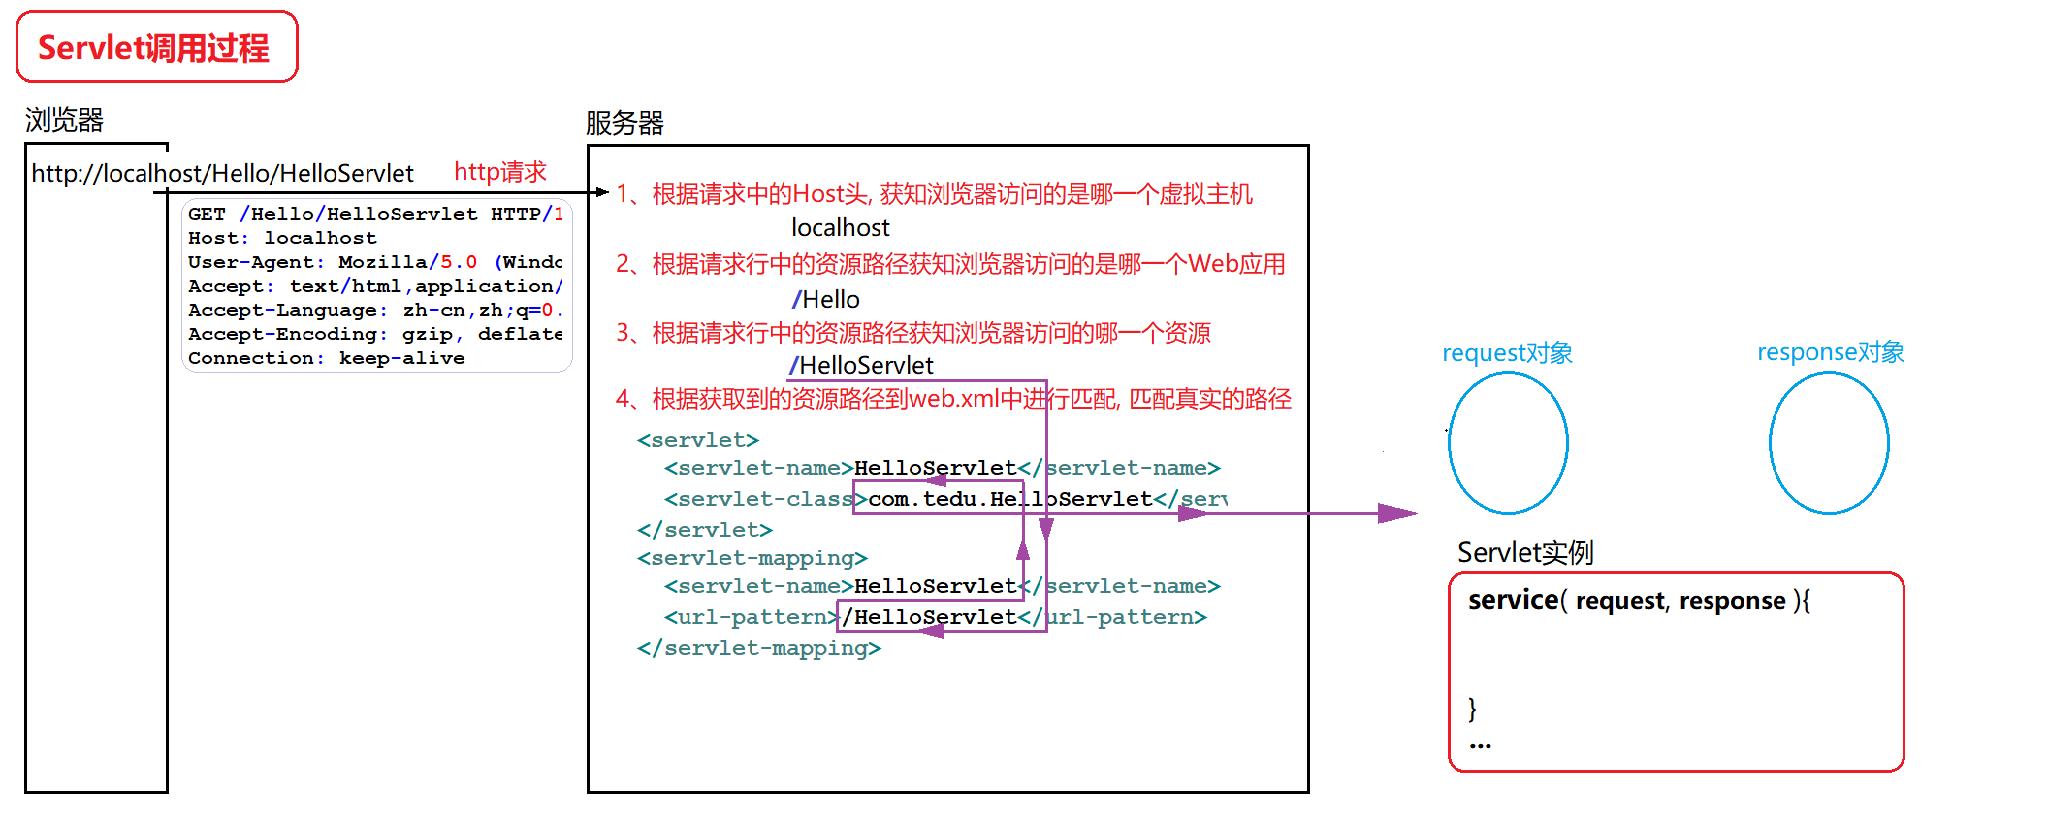 Servlet调用过程
浏览器
服务器
http://localhost/Hello/HelloServlet
http请求
GET /Hello/HelloServlet HTTP/1
Host: localhost
User-Agent: Mozilla/5.0 (Windo
Accept: text/html,application/
Accept-Language: zh-cn,zh;q=0.
Accept-Encoding: gzip, deflate
Connection: keep-alive
1、根据请求中的Host头, 获知浏览器访问的是哪一个虚拟主机
localhost
2、根据请求行中的资源路径获知浏览器访问的是哪一个Web应用
/Hello
3、根据请求行中的资源路径获知浏览器访问的哪一个资源
/HelloServlet
4、根据获取到的资源路径到web.xml中进行匹配, 匹配真实的路径
<servlet>
<servlet-name>HelloServlet</servlet-name>
<servlet-class>com.tedu.HelloServlet</serv
</servlet>
<servlet-mapping>
<servlet-name>HelloServlet</servlet-name>
<url-pattern>/HelloServlet</url-pattern>
</servlet-mapping>
request对象
response对象
Servlet实例
service( request, response ){
}
...